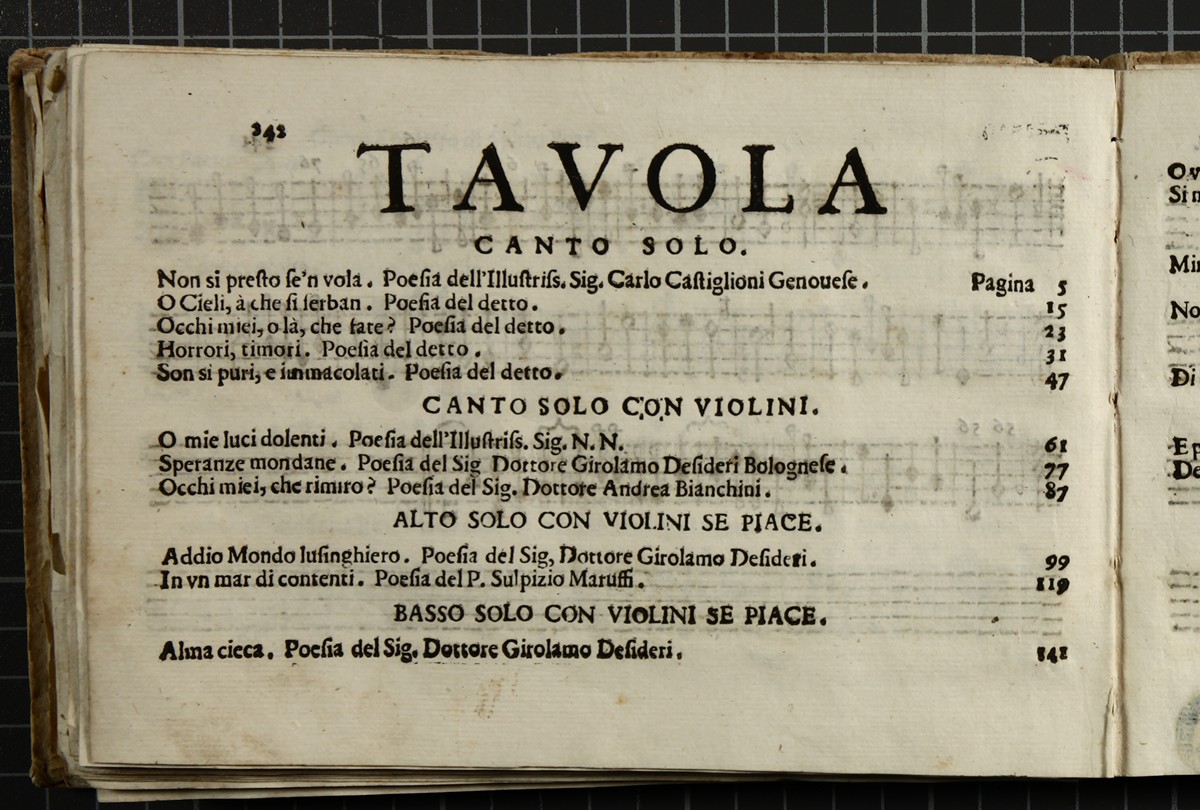 242
TAVOLA
CANTO SOLO.
Non si preſto ſe'n vola. Poeſia dell'Illuſtriſs. Sig. Carlo Caſtiglioni Genoueſe. Pagina 5
O Cieli, à che ſi ſerban. Poeſia del detto. 15
Occhi miei, o là, che fate? Poeſia del detto. 23
Horrori, timori. Poeſia del detto. 31
Son si puri, e immacolati. Poeſia del detto. 47
CANTO SOLO CON VIOLINI.
O mie luci dolenti. Poeſia dell'Illuſtriſs. Sig. N. N. 61
Speranze mondane. Poeſia del Sig Dottore Girolamo Deſideri Bologneſe. 77
Occhi miei, che rimiro? Poeſia del Sig. Dottore Andrea Bianchini. 87
ALTO SOLO CON VIOLINI SE PIACE.
Addio Mondo luſinghiero. Poeſia del Sig, Dottore Girolamo Deſideri. 99
In vn mar di contenti. Poeſia del P. Sulpizio Maruffi. 119
BASSO SOLO CON VIOLINI SE PIACE.
Alma cieca. Poeſia del Sig. Dottore Girolamo Deſideri. 141
O v
Si n
No
Di
E p
De